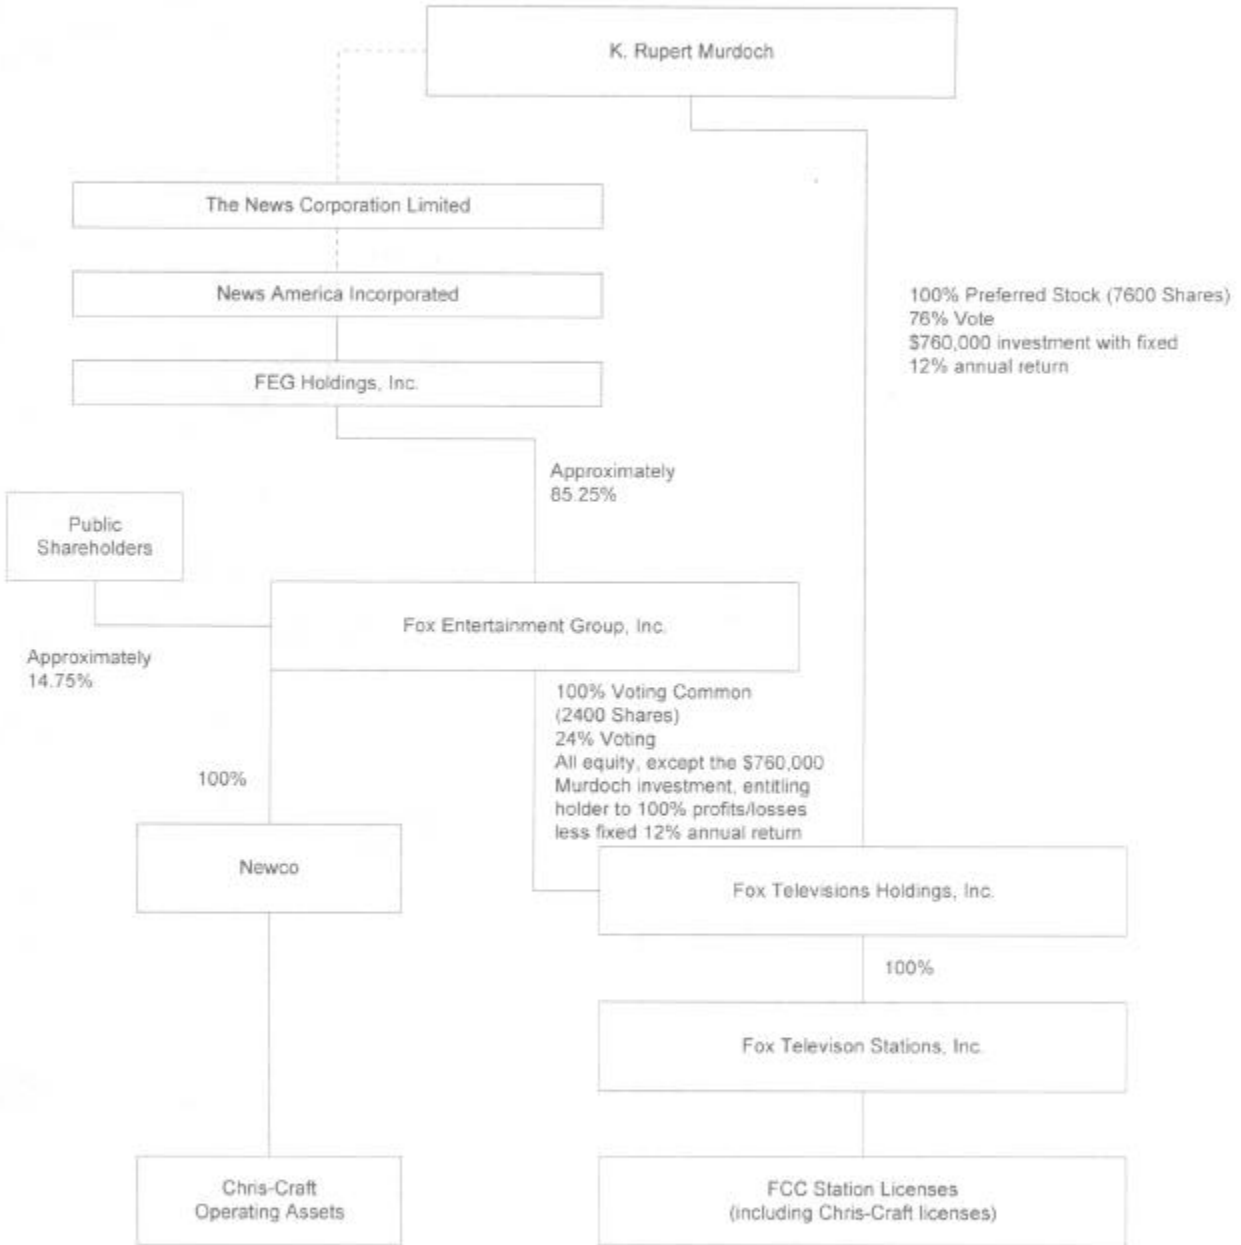 K. Rupert Murdoch
The News Corporation Limited
News America Incorporated
100% Preferred Stock (7600 Shares)
76% Vote
$760,000 investment with fixed
12% annual return
FEG Holdings, Inc.
Approximately
85.25%
Public
Shareholders
Fox Entertainment Group, Inc.
Approximately
14.75%
100% Voting Common
(2400 Shares)
24% Voting
All equity, except the $760,000
Murdoch investment, entitling
holder to 100% profits/losses
less fixed 12% annual return
100%
Newco
Fox Televisions Holdings, Inc.
100%
Fox Televison Stations, Inc.
Chris-Craft
Operating Assets
FCC Station Licenses
(including Chris-Craft licenses)